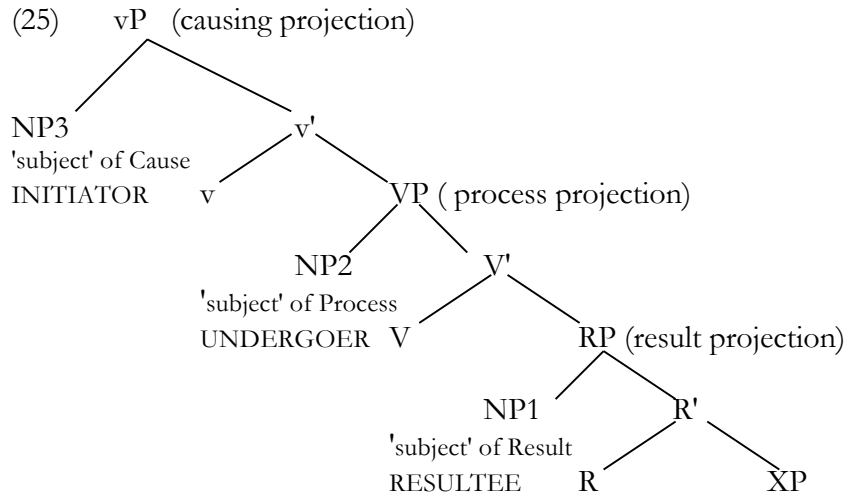 (25) vP (causing projection)
NP3 v'
'subject' of Cause
INITIATOR v VP ( process projection)
NP2 V'
'subject' of Process
UNDERGOER V RP (result projection)
NP1 R'
'subject' of Result
RESULTEE R XP